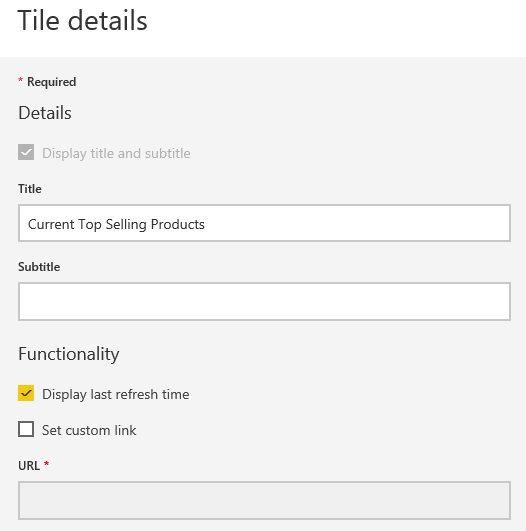 Tile details
* Required
Details
Display title and subtitle
Title
Current Top Selling Products
Subtitle
Functionality
Display last refresh time
Set custom link
URL *